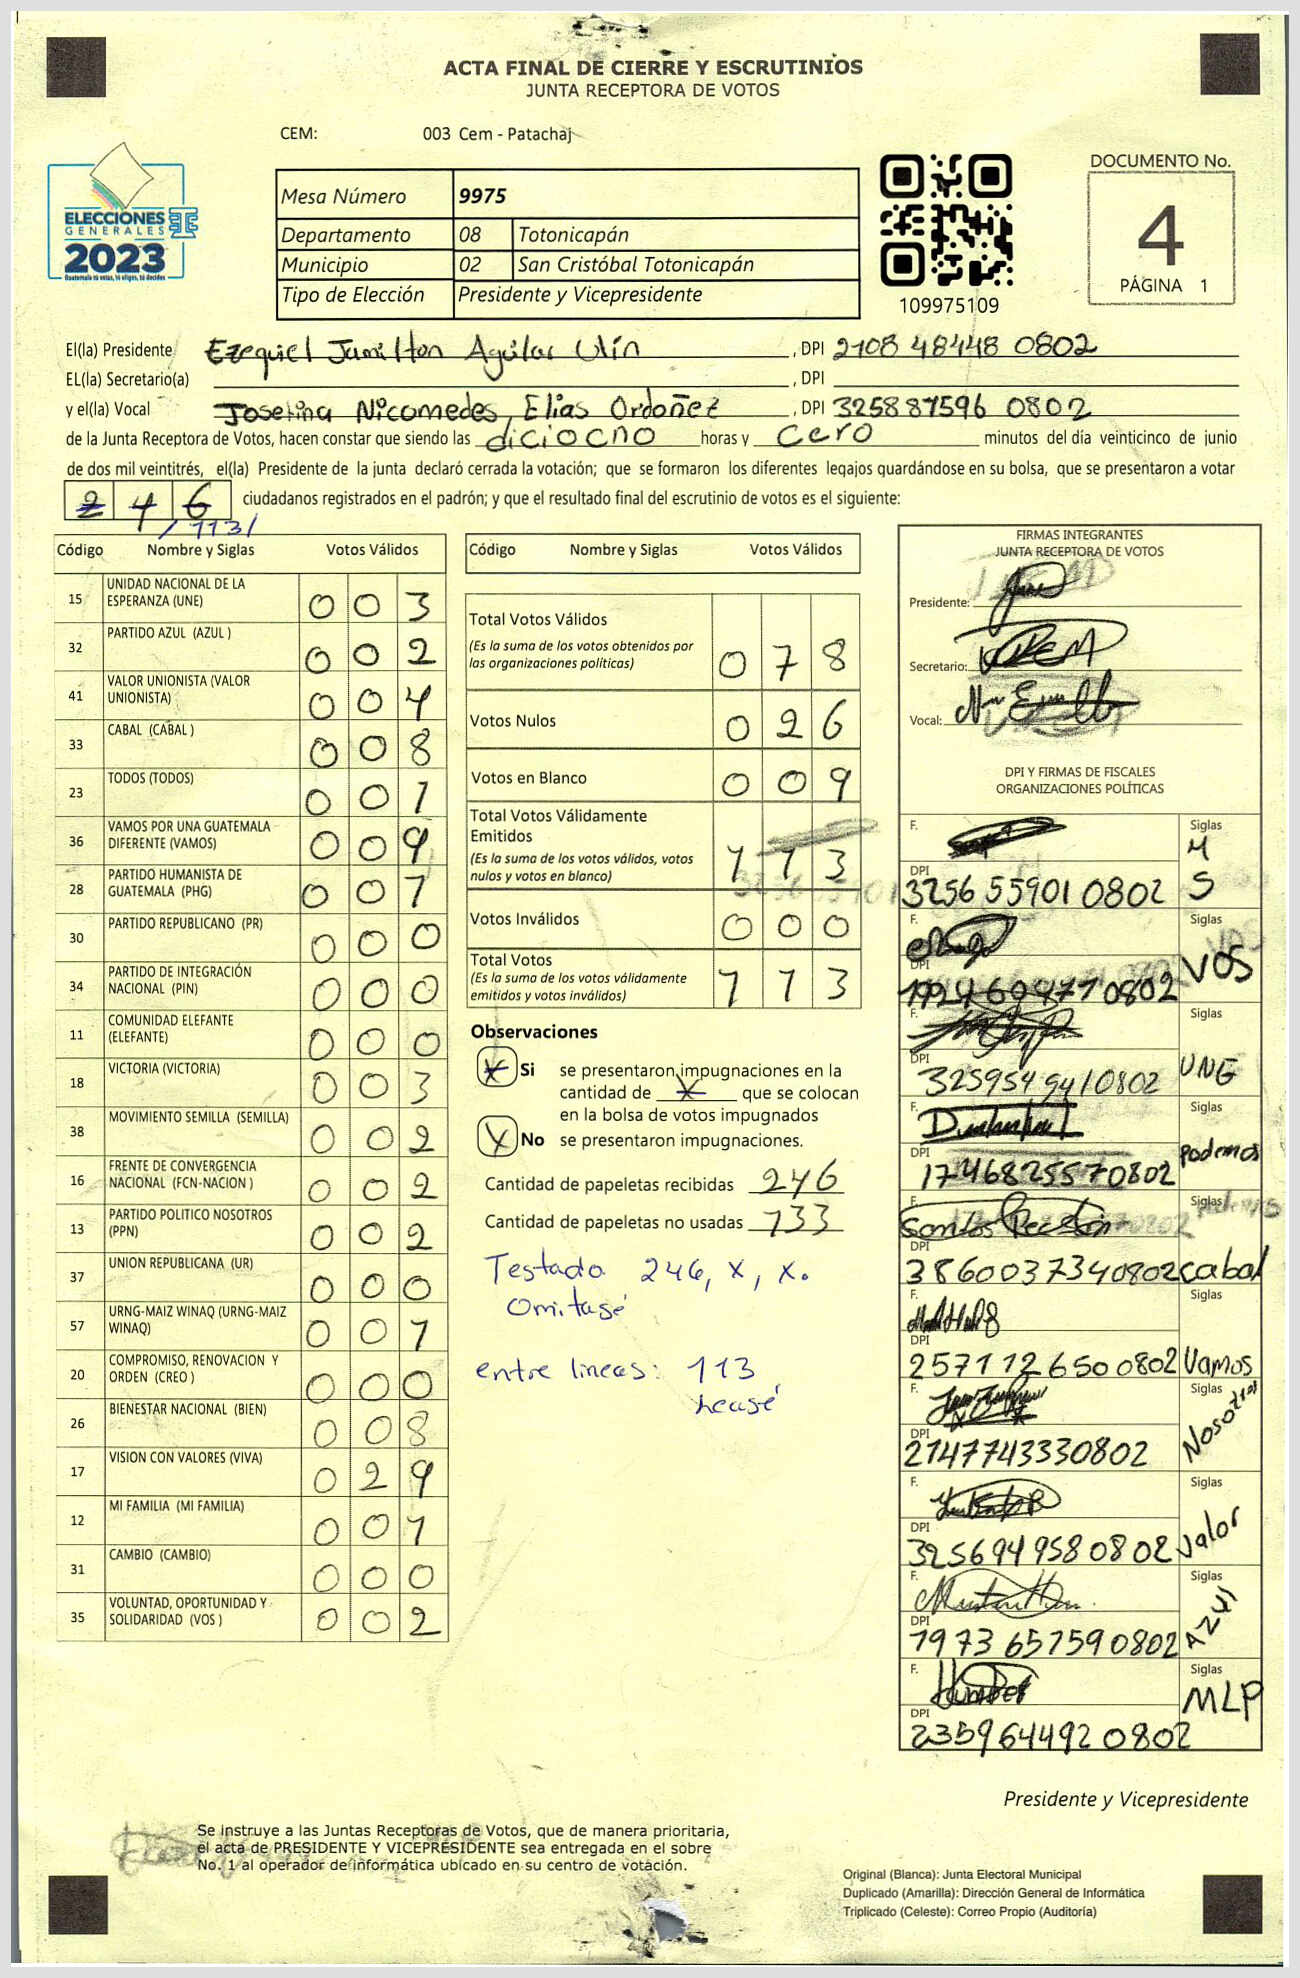 ACTA FINAL DE CIERRE Y ESCRUTINIOS
JUNTA RECEPTORA DE VOTOS
CEM: 003 Cem - Patachaj
ELECCIONES
GENERALES
2023
Mesa Número 9975
Departamento 08 Totonicapán
Municipio 02 San Cristóbal Totonicapán
Tipo de Elección Presidente y Vicepresidente
109975109
DOCUMENTO No.
4
PÁGINA 1
El(la) Presidente Ezequiel Jamilton Aguilar Ulín , DPI 2108 48448 0802
EL(la) Secretario(a) , DPI
y el(la) Vocal Josefina Nicomedes, Elias Ordoñez , DPI 325887596 0802
de la Junta Receptora de Votos, hacen constar que siendo las diciocho horas y cero minutos del día veinticinco de junio
de dos mil veintitrés, el(la) Presidente de la junta declaró cerrada la votación; que se formaron los diferentes legajos guardándose en su bolsa, que se presentaron a votar
246 ciudadanos registrados en el padrón; y que el resultado final del escrutinio de votos es el siguiente:
/113/
Código Nombre y Siglas Votos Válidos
15 UNIDAD NACIONAL DE LA ESPERANZA (UNE) 0 0 3
32 PARTIDO AZUL (AZUL ) 0 0 2
41 VALOR UNIONISTA (VALOR UNIONISTA) 0 0 4
33 CABAL (CABAL ) 0 0 8
23 TODOS (TODOS) 0 0 1
36 VAMOS POR UNA GUATEMALA DIFERENTE (VAMOS) 0 0 9
28 PARTIDO HUMANISTA DE GUATEMALA (PHG) 0 0 1
30 PARTIDO REPUBLICANO (PR) 0 0 0
34 PARTIDO DE INTEGRACIÓN NACIONAL (PIN) 0 0 0
11 COMUNIDAD ELEFANTE (ELEFANTE) 0 0 0
18 VICTORIA (VICTORIA) 0 0 3
38 MOVIMIENTO SEMILLA (SEMILLA) 0 0 2
16 FRENTE DE CONVERGENCIA NACIONAL (FCN-NACION ) 0 0 2
13 PARTIDO POLITICO NOSOTROS (PPN) 0 0 2
37 UNION REPUBLICANA (UR) 0 0 0
57 URNG-MAIZ WINAQ (URNG-MAIZ WINAQ) 0 0 1
20 COMPROMISO, RENOVACION Y ORDEN (CREO ) 0 0 0
26 BIENESTAR NACIONAL (BIEN) 0 0 8
17 VISION CON VALORES (VIVA) 0 2 9
12 MI FAMILIA (MI FAMILIA) 0 0 1
31 CAMBIO (CAMBIO) 0 0 0
35 VOLUNTAD, OPORTUNIDAD Y SOLIDARIDAD (VOS ) 0 0 2
Código Nombre y Siglas Votos Válidos
Total Votos Válidos 0 7 8
(Es la suma de los votos obtenidos por las organizaciones políticas)
Votos Nulos 0 2 6
Votos en Blanco 0 0 9
Total Votos Válidamente Emitidos 1 1 3
(Es la suma de los votos válidos, votos nulos y votos en blanco)
Votos Inválidos 0 0 0
Total Votos 1 1 3
(Es la suma de los votos válidamente emitidos y votos inválidos)
Observaciones
X Si se presentaron impugnaciones en la
cantidad de X que se colocan
en la bolsa de votos impugnados
X No se presentaron impugnaciones.
Cantidad de papeletas recibidas 246
Cantidad de papeletas no usadas 133
Testado 246, x, x.
Omitasé
entre lineas: 113
Leasé
FIRMAS INTEGRANTES
JUNTA RECEPTORA DE VOTOS
Presidente:
Secretario:
Vocal:
DPI Y FIRMAS DE FISCALES
ORGANIZACIONES POLÍTICAS
F. Siglas
DPI 3256 55901 0802 M S
F. Siglas
DPI 1924 60477 0802 VOS
F. Siglas
DPI 325954941 0802 UNE
F. Siglas
DPI 1746825570802 Podemos
F. Siglas
DPI 3860037340802 Cabal
F. Siglas
DPI 257112650 0802 Vamos
F. Siglas
DPI 2147743330802 Nosotros
F. Siglas
DPI 325694958 0802 Valor
F. Siglas
DPI 1973 65759 0802 AZUL
F. Siglas
DPI 235964492 0802 MLP
Presidente y Vicepresidente
Se instruye a las Juntas Receptoras de Votos, que de manera prioritaria,
el acta de PRESIDENTE Y VICEPRESIDENTE sea entregada en el sobre
No. 1 al operador de informática ubicado en su centro de votación.
Original (Blanca): Junta Electoral Municipal
Duplicado (Amarilla): Dirección General de Informática
Triplicado (Celeste): Correo Propio (Auditoría)